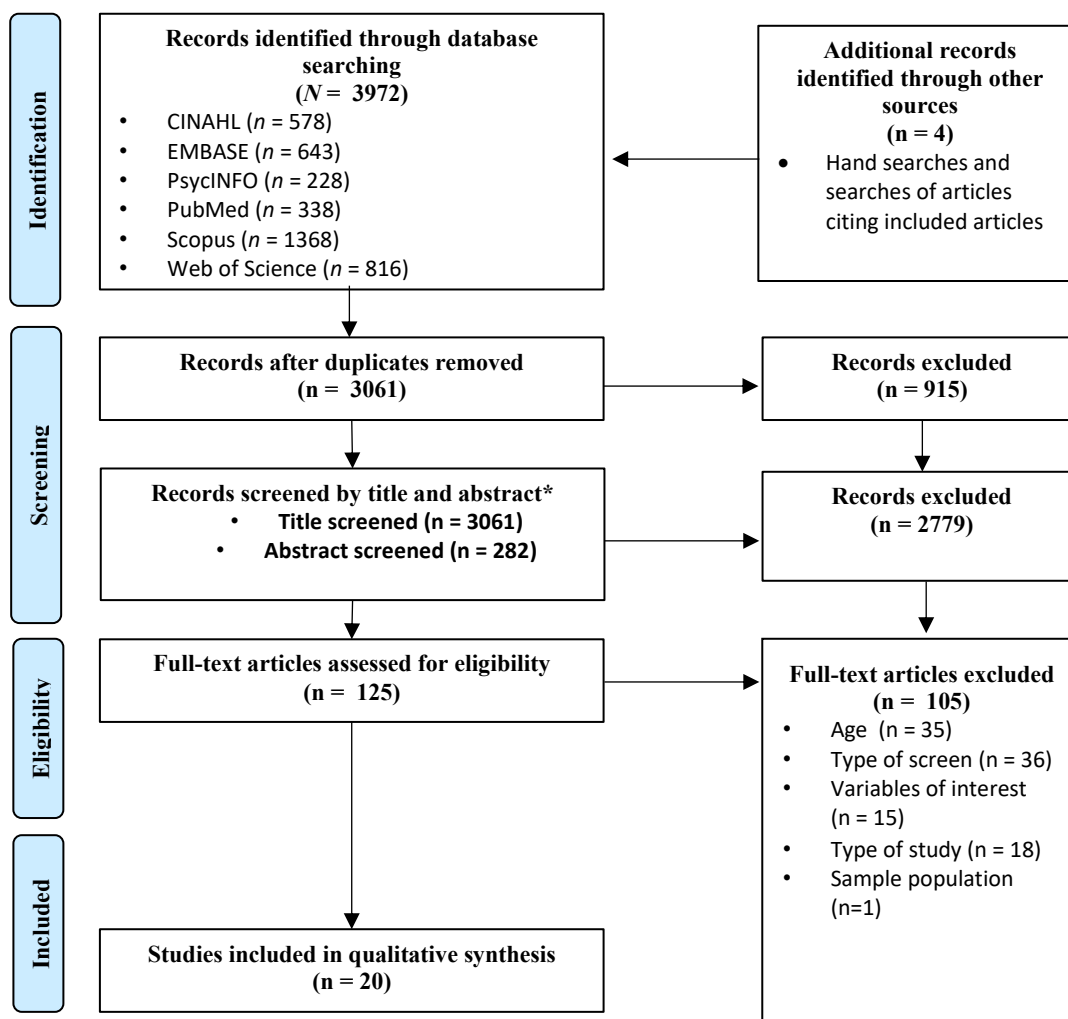 Identification
Records identified through database
searching
(N = 3972)
• CINAHL (n = 578)
• EMBASE (n = 643)
• PsycINFO (n = 228)
• PubMed (n = 338)
• Scopus (n = 1368)
• Web of Science (n = 816)
Additional records
identified through other
sources
(n = 4)
• Hand searches and
searches of articles
citing included articles
Screening
Records after duplicates removed
(n = 3061)
Records excluded
(n = 915)
Records screened by title and abstract*
• Title screened (n = 3061)
• Abstract screened (n = 282)
Records excluded
(n = 2779)
Eligibility
Full-text articles assessed for eligibility
(n = 125)
Full-text articles excluded
(n = 105)
• Age (n = 35)
• Type of screen (n = 36)
• Variables of interest
(n = 15)
• Type of study (n = 18)
• Sample population
(n=1)
Included
Studies included in qualitative synthesis
(n = 20)